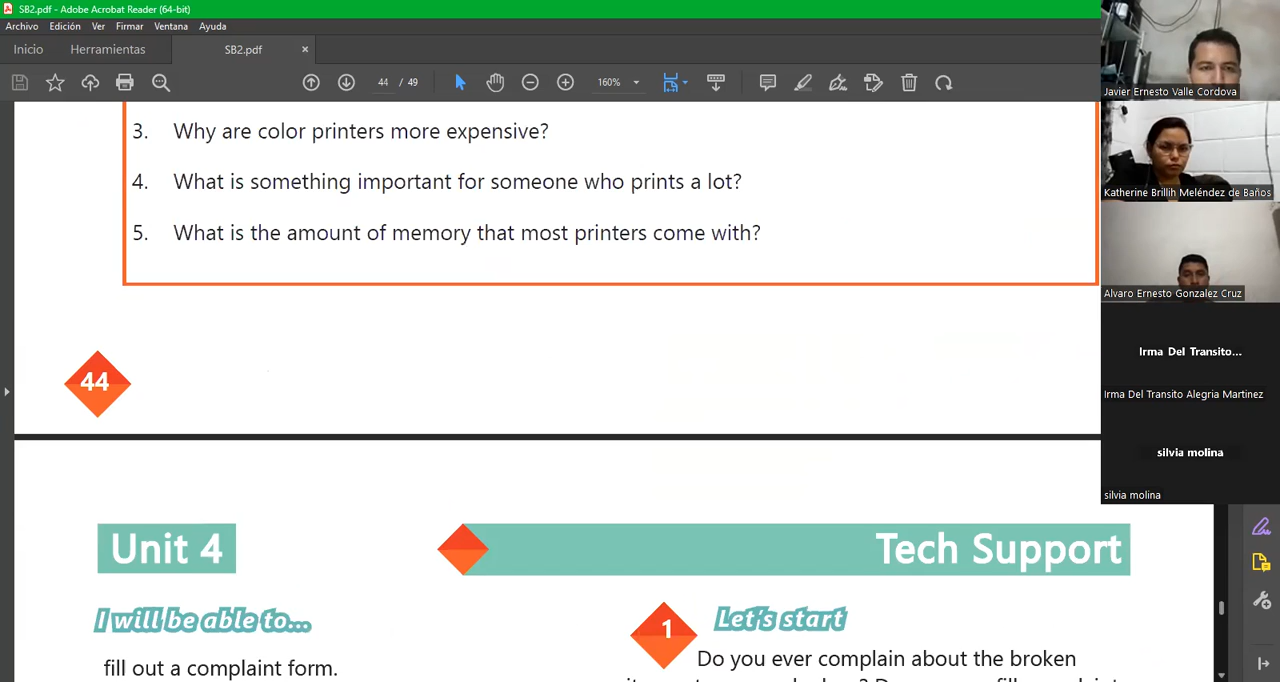 SB2.pdf - Adobe Acrobat Reader (64-bit)
Archivo Edición Ver Firmar Ventana Ayuda
Inicio Herramientas SB2.pdf ×
44 / 49 160%
3. Why are color printers more expensive?
4. What is something important for someone who prints a lot?
5. What is the amount of memory that most printers come with?
44
Unit 4 Tech Support
I will be able to...
fill out a complaint form.
1 Let's start
Do you ever complain about the broken
Javier Ernesto Valle Cordova
Katherine Brillih Meléndez de Baños
Alvaro Ernesto Gonzalez Cruz
Irma Del Transito...
Irma Del Transito Alegria Martinez
silvia molina
silvia molina